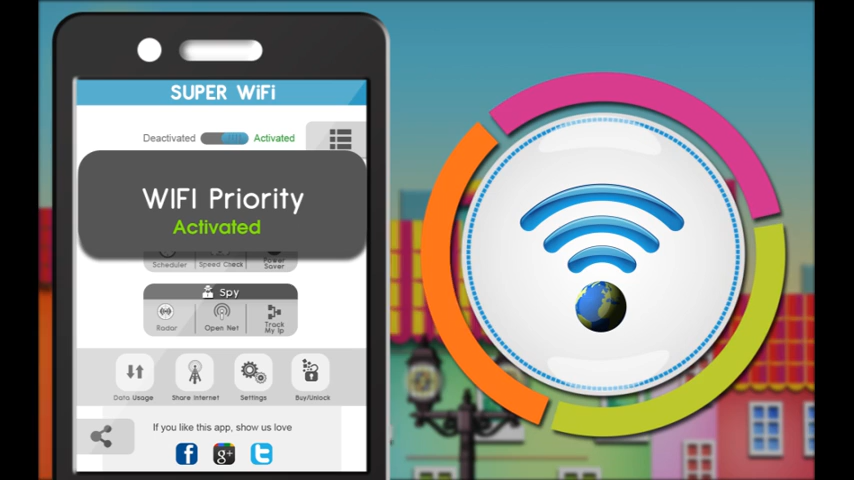 SUPER WiFi
Deactivated Activated
WIFI Priority
Activated
Scheduler Speed Check Power Saver
Spy
Radar Open Net Track My Ip
Data Usage Share Internet Settings Buy/Unlock
If you like this app, show us love
f g+